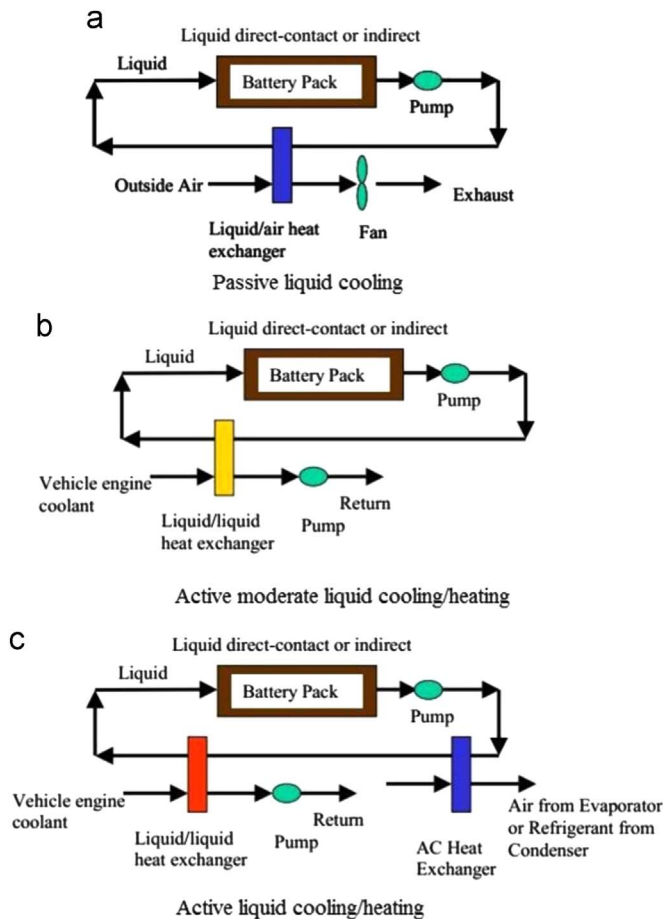 a
Liquid direct-contact or indirect
Liquid
Battery Pack
Pump
Outside Air
Exhaust
Liquid/air heat
exchanger
Fan
Passive liquid cooling
b
Liquid direct-contact or indirect
Liquid
Battery Pack
Pump
Vehicle engine
coolant
Return
Liquid/liquid
heat exchanger
Pump
Active moderate liquid cooling/heating
c
Liquid direct-contact or indirect
Liquid
Battery Pack
Pump
Vehicle engine
coolant
Return
Liquid/liquid
heat exchanger
Pump
AC Heat
Exchanger
Air from Evaporator
or Refrigerant from
Condenser
Active liquid cooling/heating